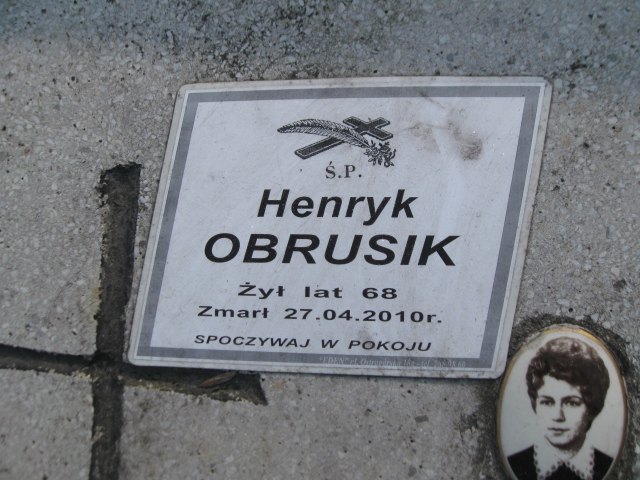 Ś.P.
Henryk
OBRUSIK
Żył lat 68
Zmarł 27.04.2010r.
SPOCZYWAJ W POKOJU